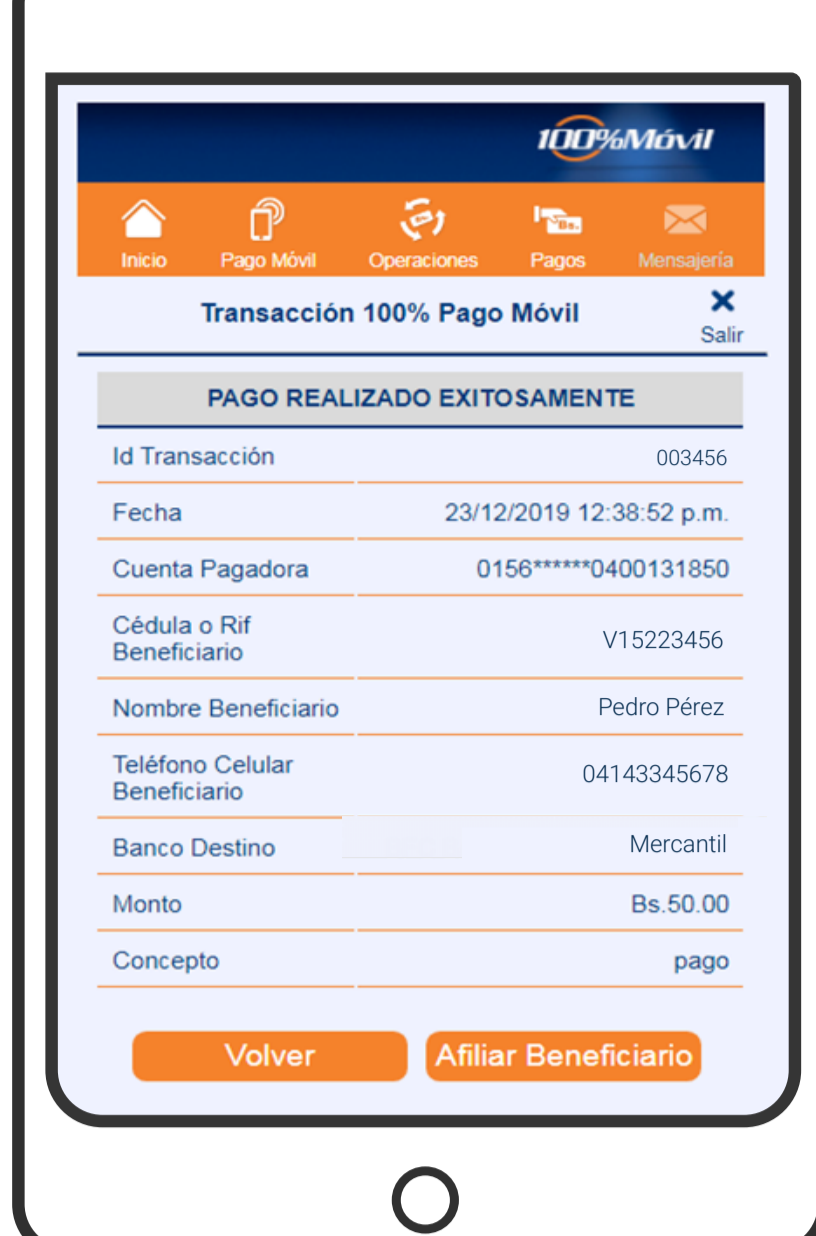 100%Móvil
Inicio Pago Móvil Operaciones Bs. Pagos Mensajería
Transacción 100% Pago Móvil
Salir
PAGO REALIZADO EXITOSAMENTE
Id Transacción 003456
Fecha 23/12/2019 12:38:52 p.m.
Cuenta Pagadora 0156******0400131850
Cédula o Rif
Beneficiario V15223456
Nombre Beneficiario Pedro Pérez
Teléfono Celular
Beneficiario 04143345678
Banco Destino Mercantil
Monto Bs.50.00
Concepto pago
Volver Afiliar Beneficiario